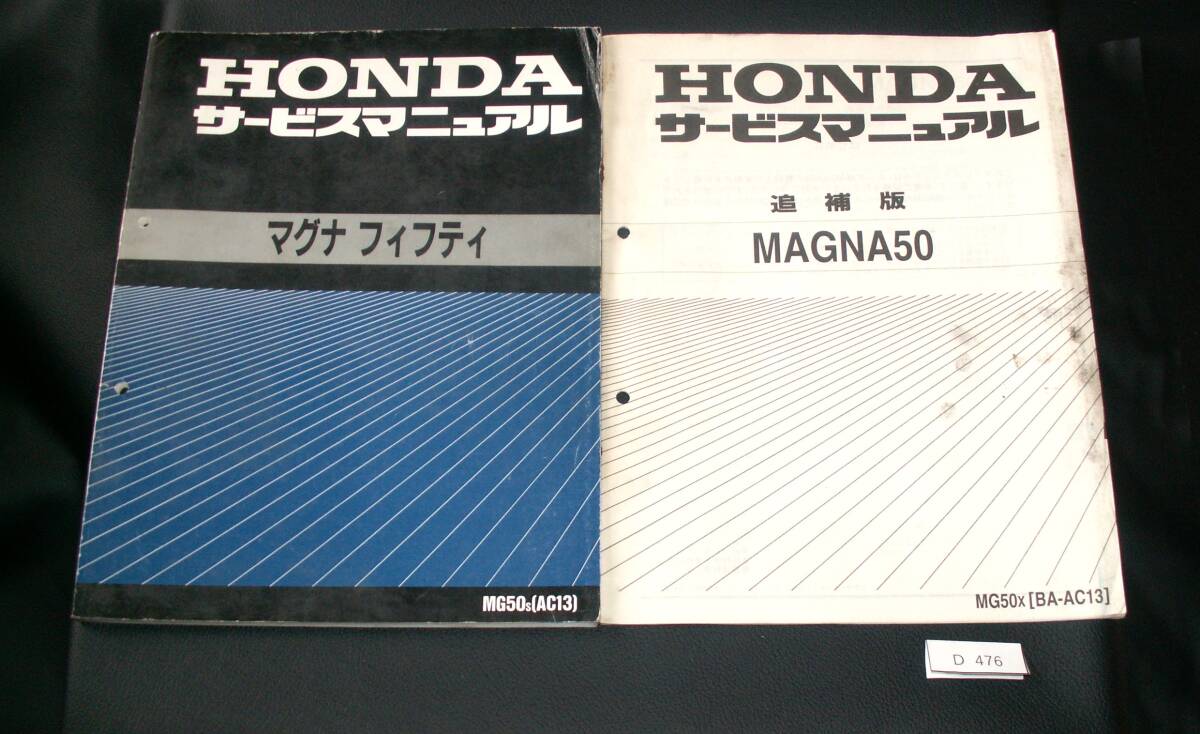 HONDA
サービスマニュアル
マグナ フィフティ
MG50s(AC13)
HONDA
サービスマニュアル
追補版
MAGNA50
MG50X [BA-AC13]
D 476